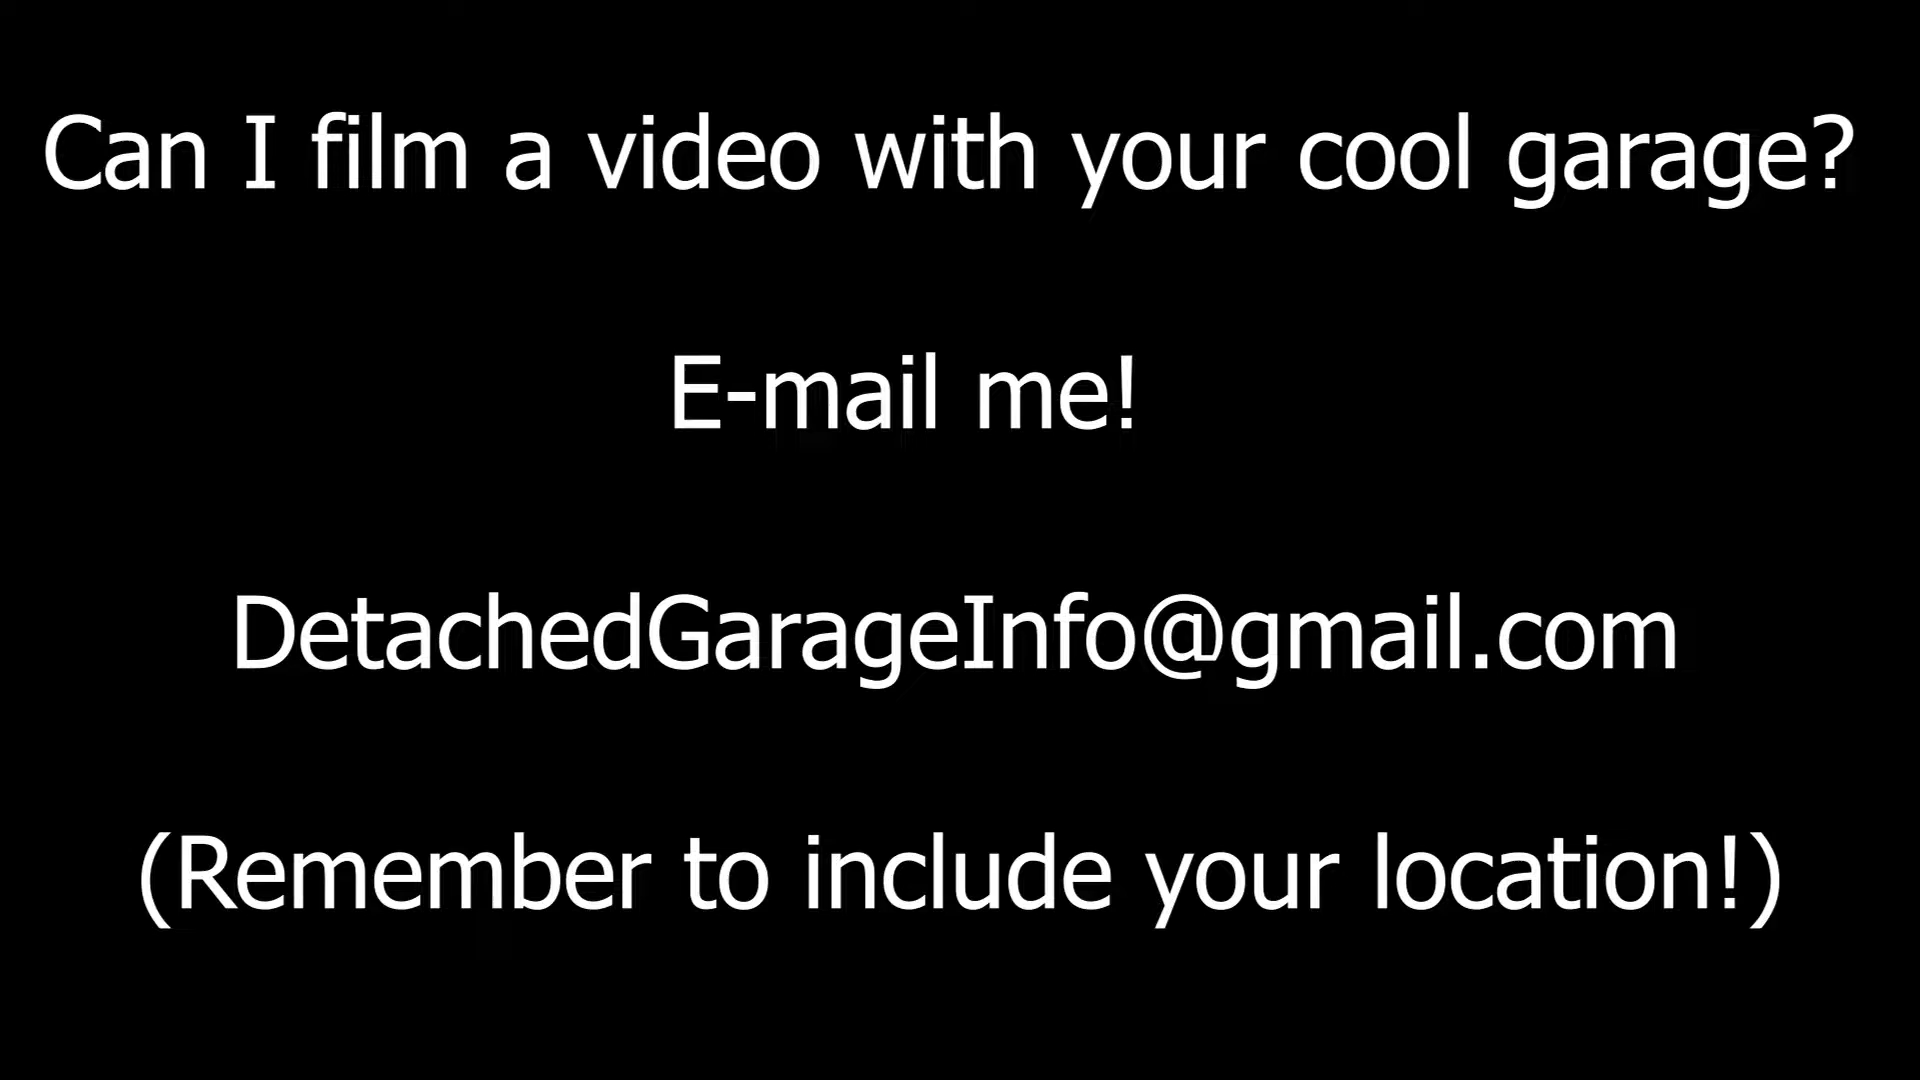 Can I film a video with your cool garage?
E-mail me!
DetachedGarageInfo@gmail.com
(Remember to include your location!)